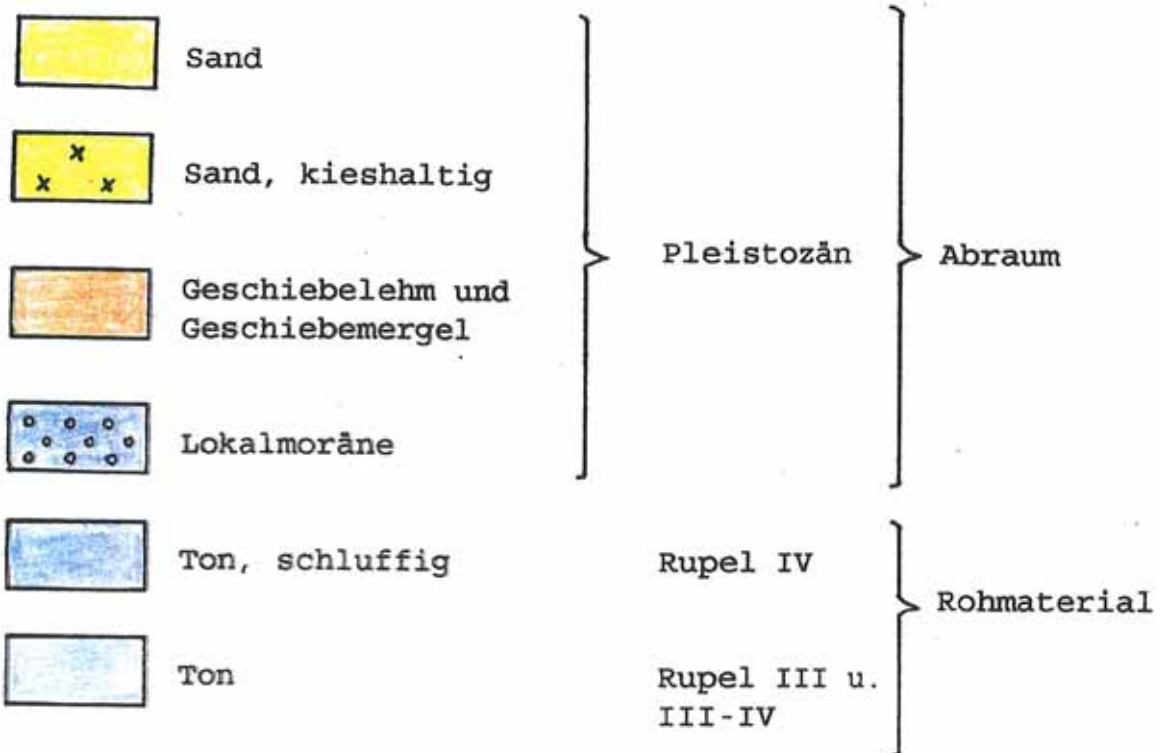 Sand
Sand, kieshaltig
Geschiebelehm und
Geschiebemergel
Pleistozän
Abraum
Lokalmoräne
Ton, schluffig
Rupel IV
Rohmaterial
Ton
Rupel III u.
III-IV